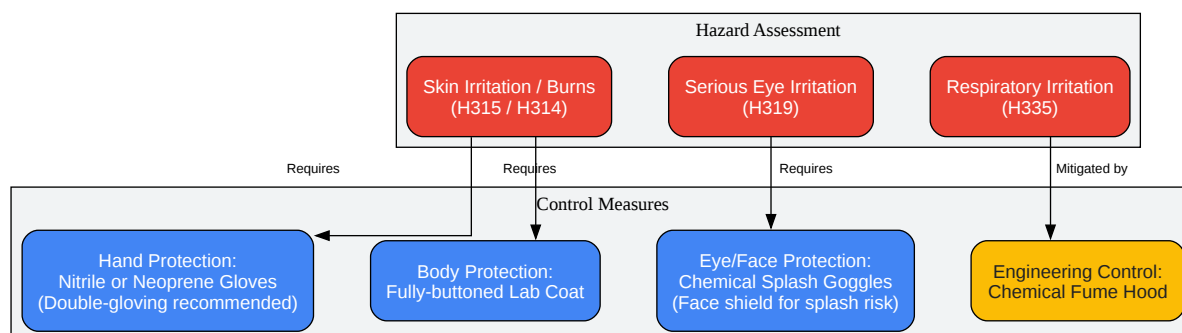 Hazard Assessment
Skin Irritation / Burns
(H315 / H314)
Serious Eye Irritation
(H319)
Respiratory Irritation
(H335)
Requires
Requires
Requires
Mitigated by
Control Measures
Hand Protection:
Nitrile or Neoprene Gloves
(Double-gloving recommended)
Body Protection:
Fully-buttoned Lab Coat
Eye/Face Protection:
Chemical Splash Goggles
(Face shield for splash risk)
Engineering Control:
Chemical Fume Hood